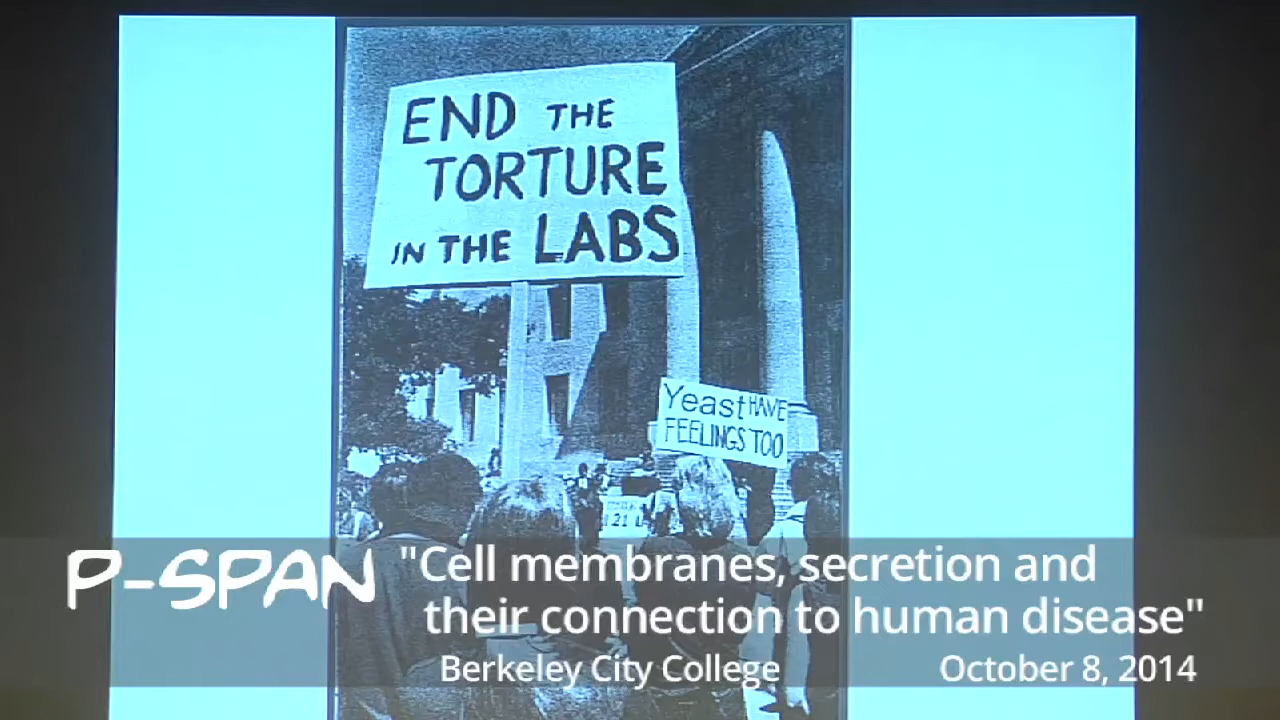 END THE
TORTURE
IN THE LABS
Yeast HAVE
FEELINGS TOO
21
P-SPAN
"Cell membranes, secretion and
their connection to human disease"
Berkeley City College
October 8, 2014